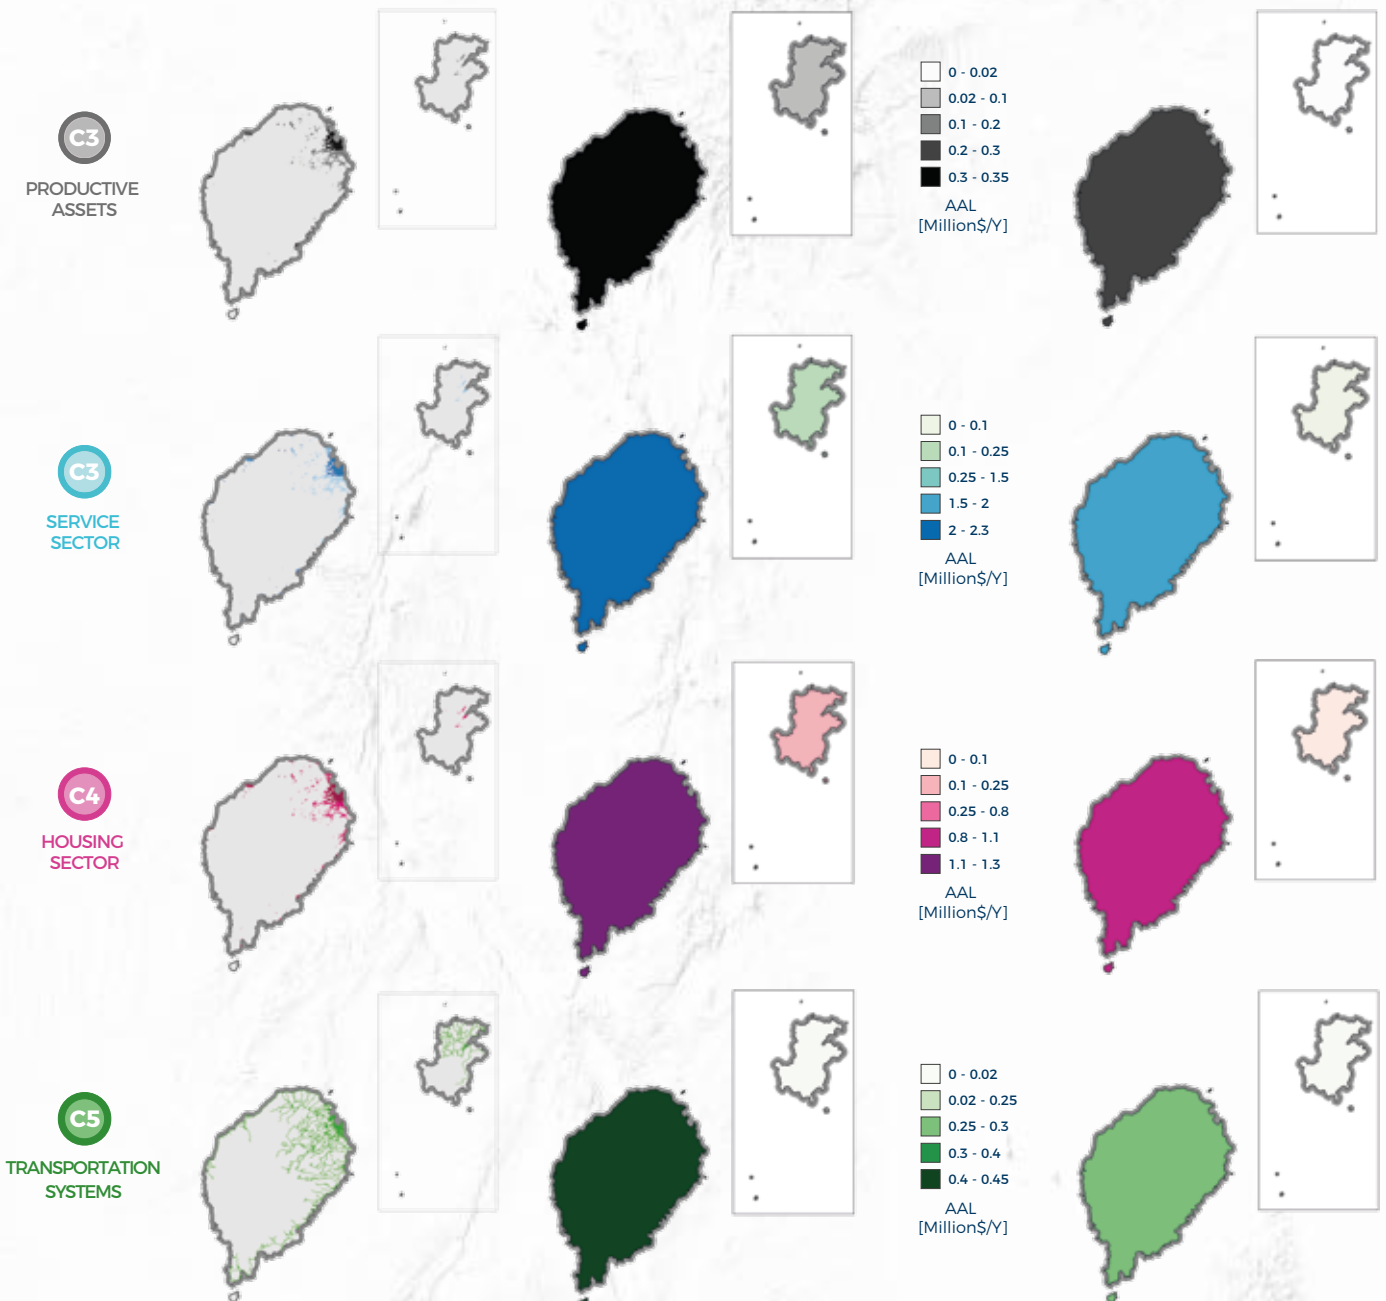 C3
PRODUCTIVE
ASSETS
0 - 0.02
0.02 - 0.1
0.1 - 0.2
0.2 - 0.3
0.3 - 0.35
AAL
[Million$/Y]
C3
SERVICE
SECTOR
0 - 0.1
0.1 - 0.25
0.25 - 1.5
1.5 - 2
2 - 2.3
AAL
[Million$/Y]
C4
HOUSING
SECTOR
0 - 0.1
0.1 - 0.25
0.25 - 0.8
0.8 - 1.1
1.1 - 1.3
AAL
[Million$/Y]
C5
TRANSPORTATION
SYSTEMS
0 - 0.02
0.02 - 0.25
0.25 - 0.3
0.3 - 0.4
0.4 - 0.45
AAL
[Million$/Y]